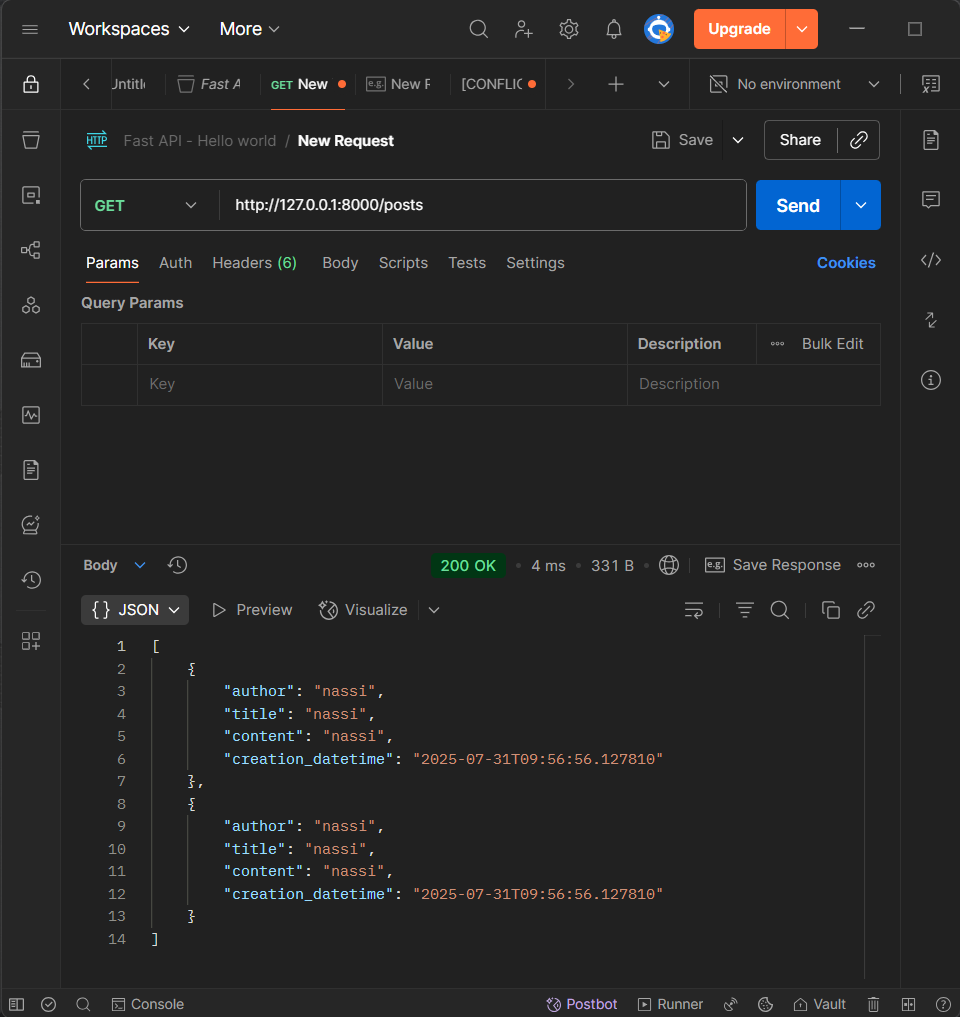 Workspaces More Upgrade
Untitl Fast A GET New e.g. New F [CONFLIC No environment
HTTP Fast API - Hello world / New Request Save Share
GET http://127.0.0.1:8000/posts Send
Params Auth Headers (6) Body Scripts Tests Settings Cookies
Query Params
Key Value Description Bulk Edit
Key Value Description
Body 200 OK 4 ms 331 B e.g. Save Response
{} JSON Preview Visualize
1 [
2 {
3 "author": "nassi",
4 "title": "nassi",
5 "content": "nassi",
6 "creation_datetime": "2025-07-31T09:56:56.127810"
7 },
8 {
9 "author": "nassi",
10 "title": "nassi",
11 "content": "nassi",
12 "creation_datetime": "2025-07-31T09:56:56.127810"
13 }
14 ]
Console Postbot Runner Vault